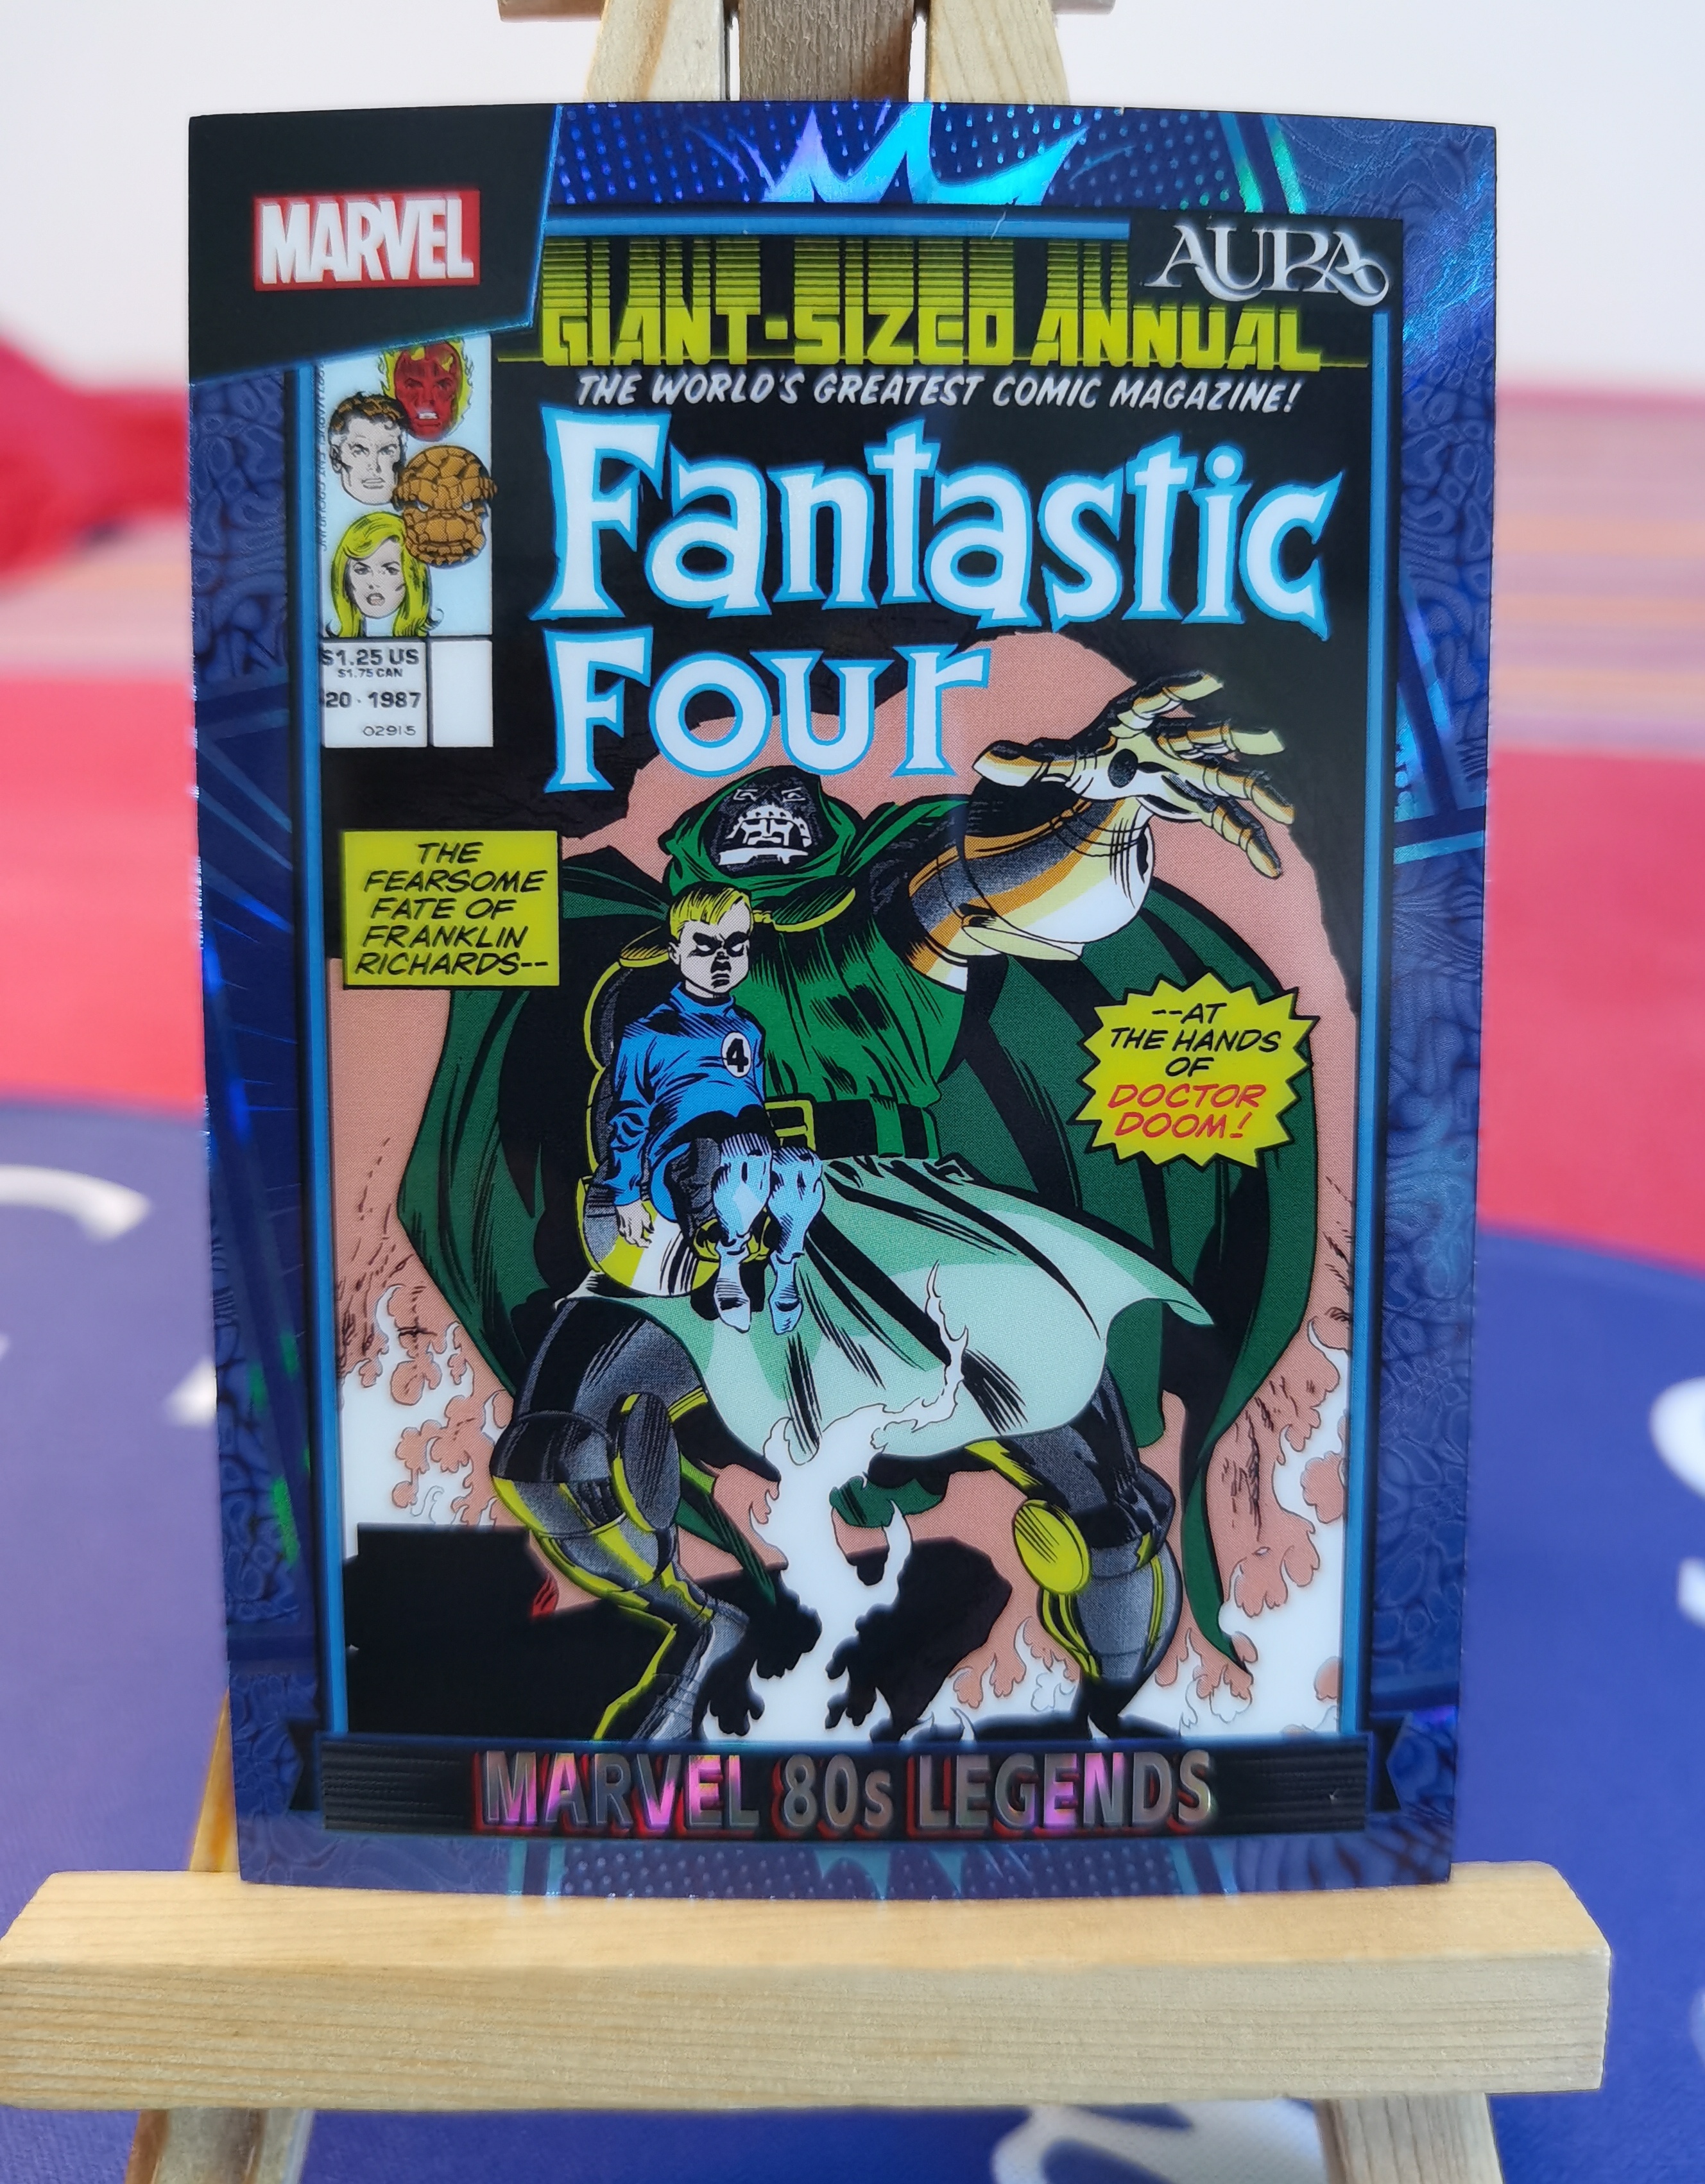 MARVEL
AURA
GIANT-SIZED ANNUAL
THE WORLD'S GREATEST COMIC MAGAZINE!
Fantastic
Four
$1.25 US
$1.75 CAN
20 · 1987
02915
THE
FEARSOME
FATE OF
FRANKLIN
RICHARDS--
4
--AT
THE HANDS
OF
DOCTOR
DOOM!
MARVEL 80s LEGENDS